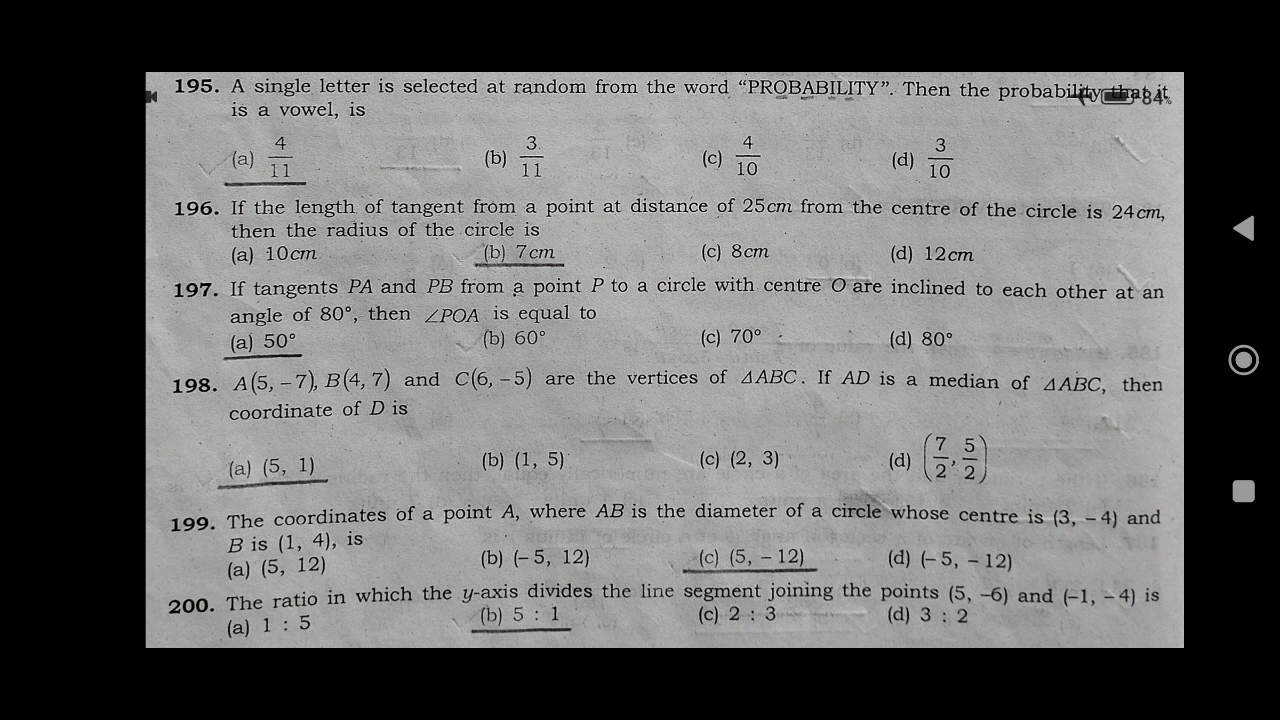 195. A single letter is selected at random from the word “PROBABILITY”. Then the probability that it
84%
is a vowel, is
(a) 4/11 (b) 3/11 (c) 4/10 (d) 3/10
196. If the length of tangent from a point at distance of 25cm from the centre of the circle is 24cm,
then the radius of the circle is
(a) 10cm (b) 7cm (c) 8cm (d) 12cm
197. If tangents PA and PB from a point P to a circle with centre O are inclined to each other at an
angle of 80°, then ∠POA is equal to
(a) 50° (b) 60° (c) 70° (d) 80°
198. A(5, –7), B(4, 7) and C(6, –5) are the vertices of ΔABC. If AD is a median of ΔABC, then
coordinate of D is
(a) (5, 1) (b) (1, 5) (c) (2, 3) (d) (7/2, 5/2)
199. The coordinates of a point A, where AB is the diameter of a circle whose centre is (3, –4) and
B is (1, 4), is
(a) (5, 12) (b) (–5, 12) (c) (5, –12) (d) (–5, –12)
200. The ratio in which the y-axis divides the line segment joining the points (5, –6) and (–1, –4) is
(a) 1 : 5 (b) 5 : 1 (c) 2 : 3 (d) 3 : 2